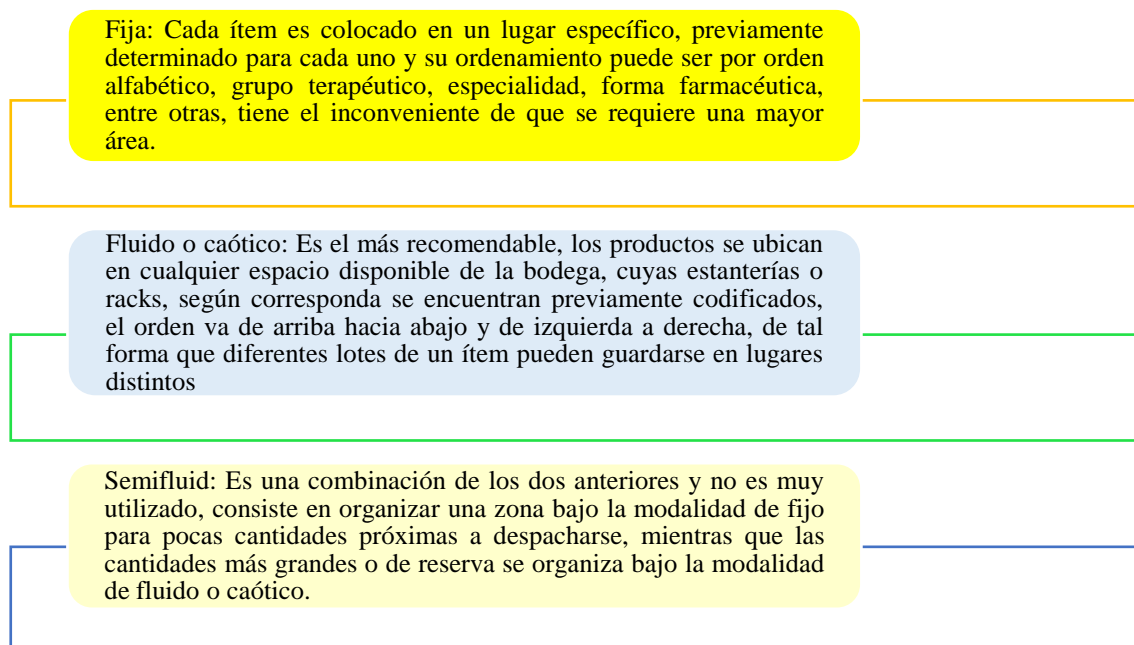 Fija: Cada ítem es colocado en un lugar específico, previamente
determinado para cada uno y su ordenamiento puede ser por orden
alfabético, grupo terapéutico, especialidad, forma farmacéutica,
entre otras, tiene el inconveniente de que se requiere una mayor
área.
Fluido o caótico: Es el más recomendable, los productos se ubican
en cualquier espacio disponible de la bodega, cuyas estanterías o
racks, según corresponda se encuentran previamente codificados,
el orden va de arriba hacia abajo y de izquierda a derecha, de tal
forma que diferentes lotes de un ítem pueden guardarse en lugares
distintos
Semifluid: Es una combinación de los dos anteriores y no es muy
utilizado, consiste en organizar una zona bajo la modalidad de fijo
para pocas cantidades próximas a despacharse, mientras que las
cantidades más grandes o de reserva se organiza bajo la modalidad
de fluido o caótico.